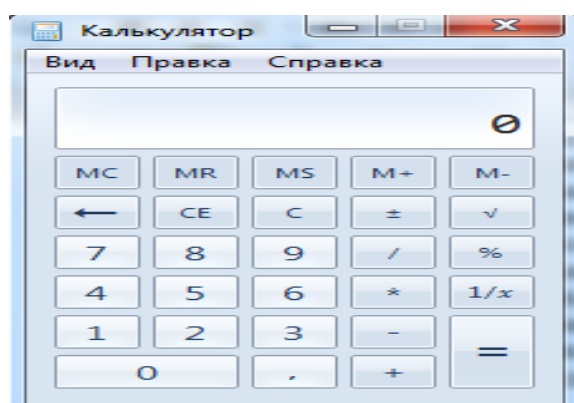 Калькулятор
Вид Правка Справка
0
MC MR MS M+ M-
← CE C ± √
7 8 9 / %
4 5 6 * 1/x
1 2 3 - =
0 , +